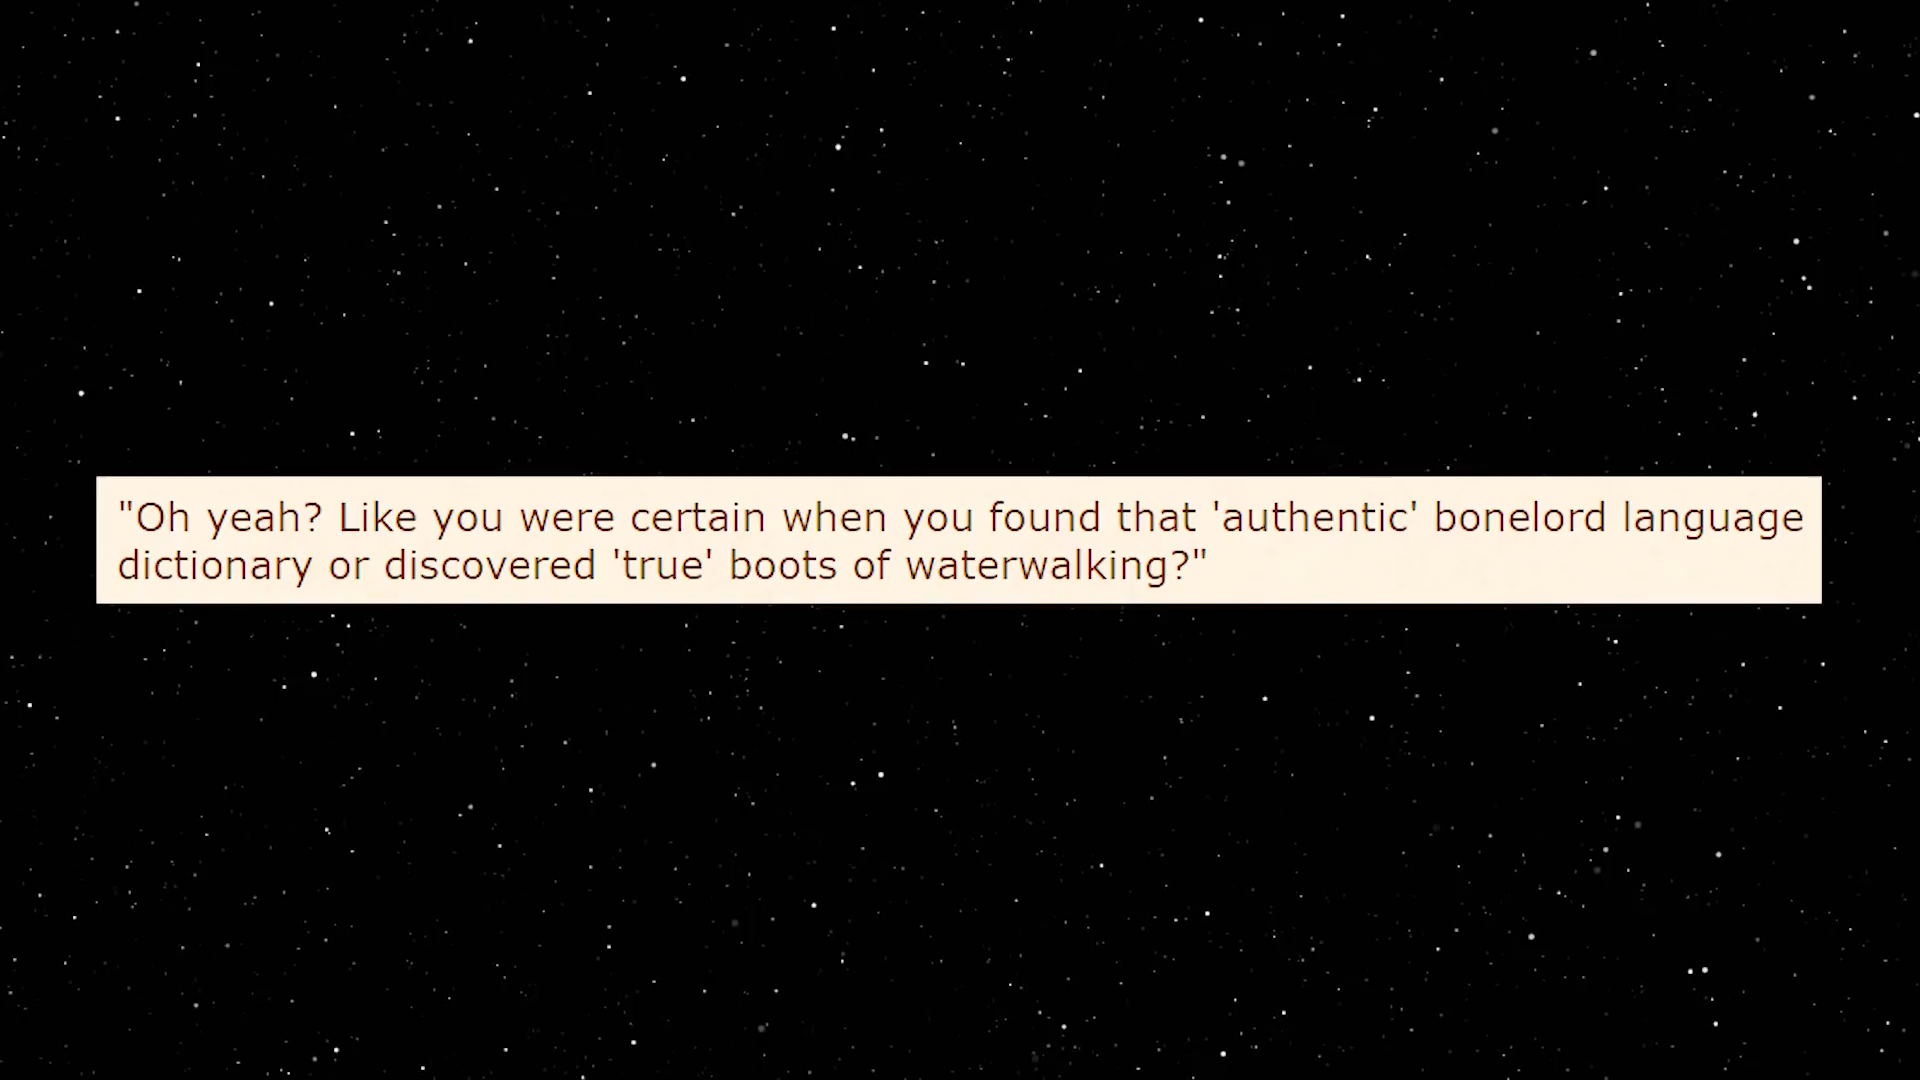 "Oh yeah? Like you were certain when you found that 'authentic' bonelord language
dictionary or discovered 'true' boots of waterwalking?"